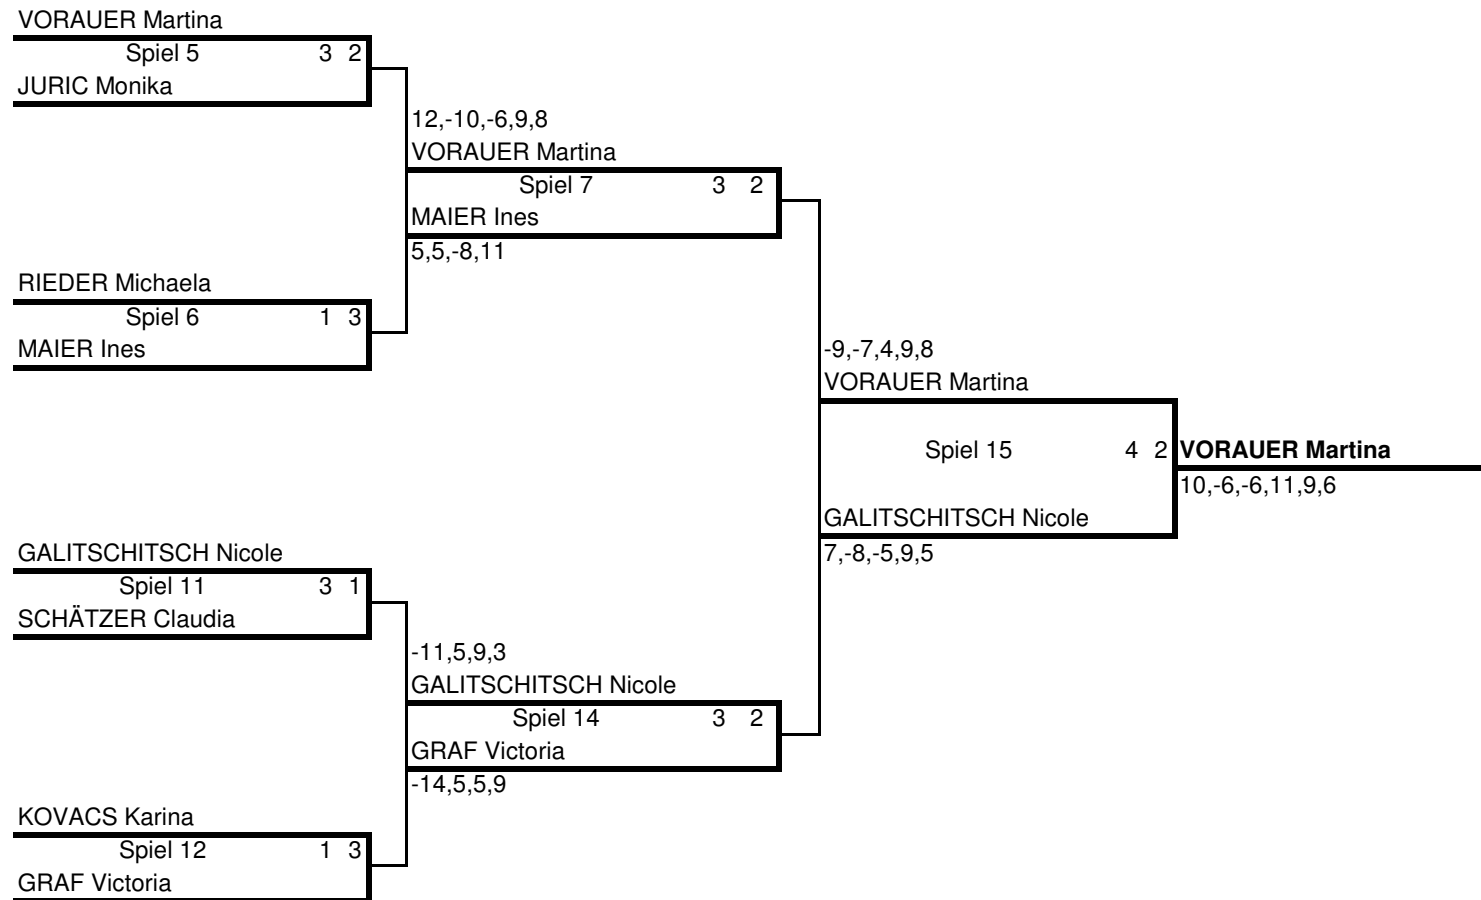 VORAUER Martina
Spiel 5 3 2
JURIC Monika
12,-10,-6,9,8
VORAUER Martina
Spiel 7 3 2
MAIER Ines
5,5,-8,11
RIEDER Michaela
Spiel 6 1 3
MAIER Ines
-9,-7,4,9,8
VORAUER Martina
Spiel 15 4 2
VORAUER Martina
10,-6,-6,11,9,6
GALITSCHITSCH Nicole
7,-8,-5,9,5
GALITSCHITSCH Nicole
Spiel 11 3 1
SCHÄTZER Claudia
-11,5,9,3
GALITSCHITSCH Nicole
Spiel 14 3 2
GRAF Victoria
-14,5,5,9
KOVACS Karina
Spiel 12 1 3
GRAF Victoria